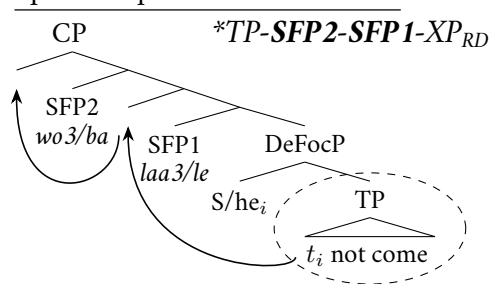 CP *TP-SFP2-SFP1-XP_RD
SFP2
wo3/ba
SFP1 DeFocP
laa3/le
S/he_i TP
t_i not come